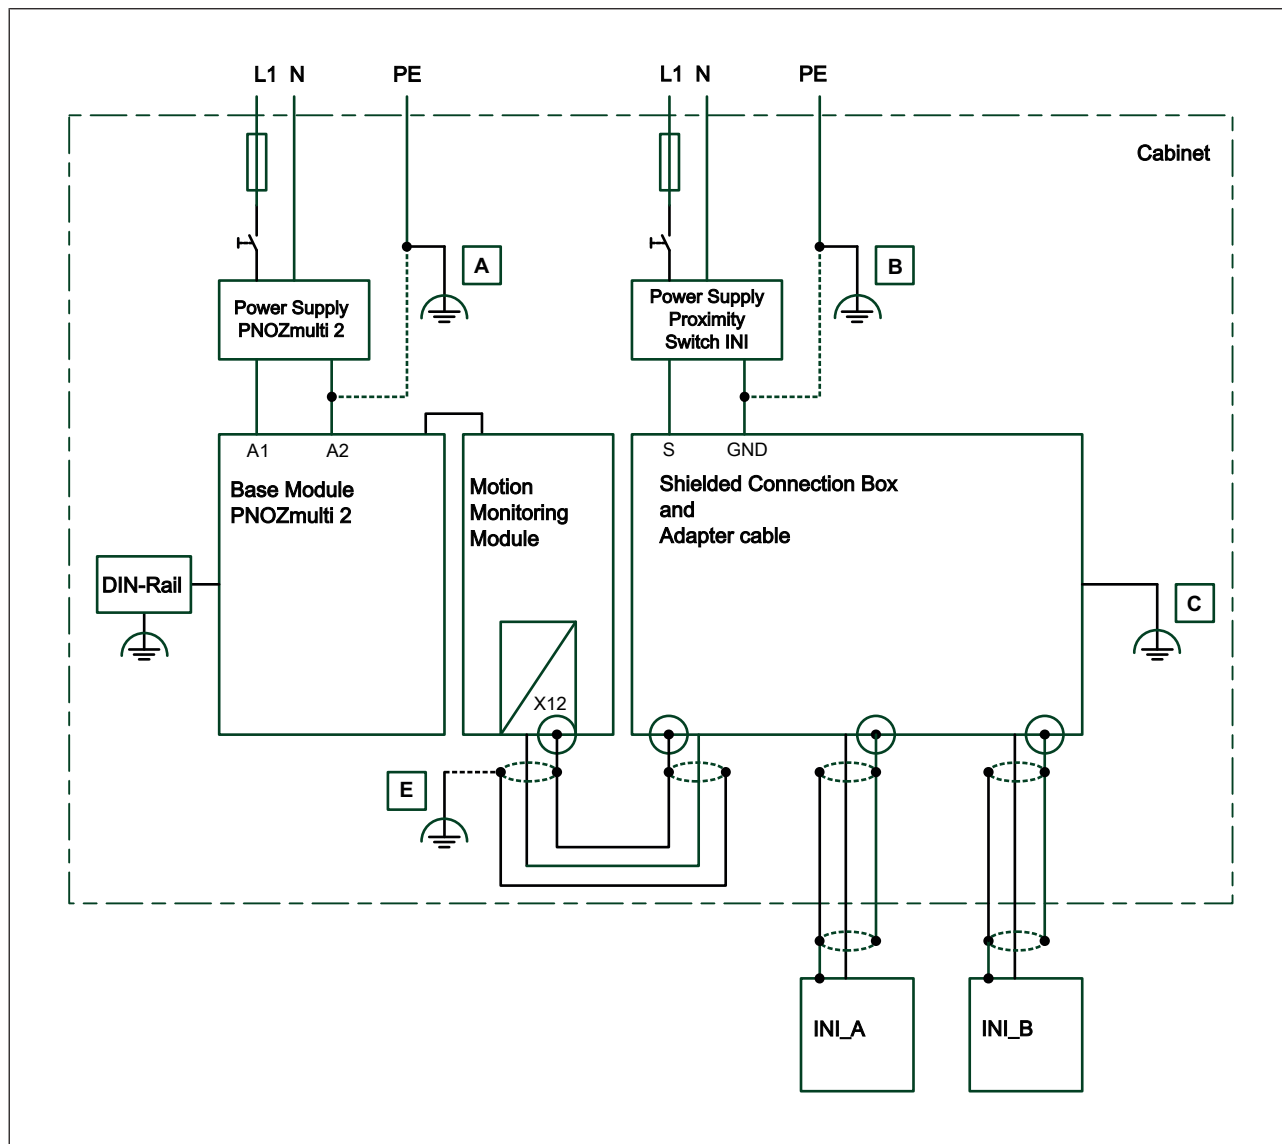 L1 N PE L1 N PE
Cabinet
A
B
Power Supply
PNOZmulti 2
Power Supply
Proximity
Switch INI
A1 A2
Base Module
PNOZmulti 2
Motion
Monitoring
Module
S GND
Shielded Connection Box
and
Adapter cable
DIN-Rail
C
X12
E
INI_A
INI_B